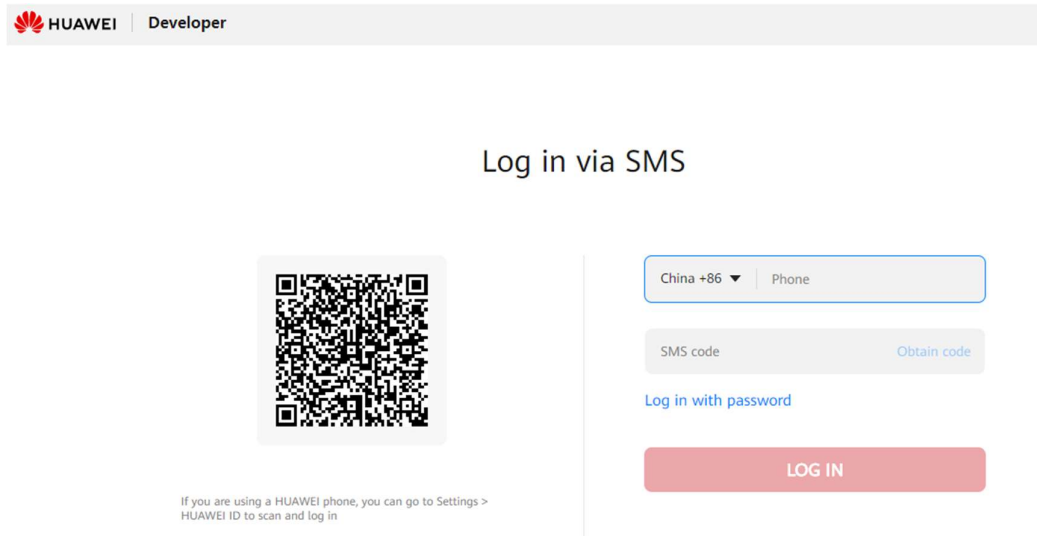 HUAWEI Developer
Log in via SMS
China +86 Phone
SMS code Obtain code
Log in with password
LOG IN
If you are using a HUAWEI phone, you can go to Settings >
HUAWEI ID to scan and log in